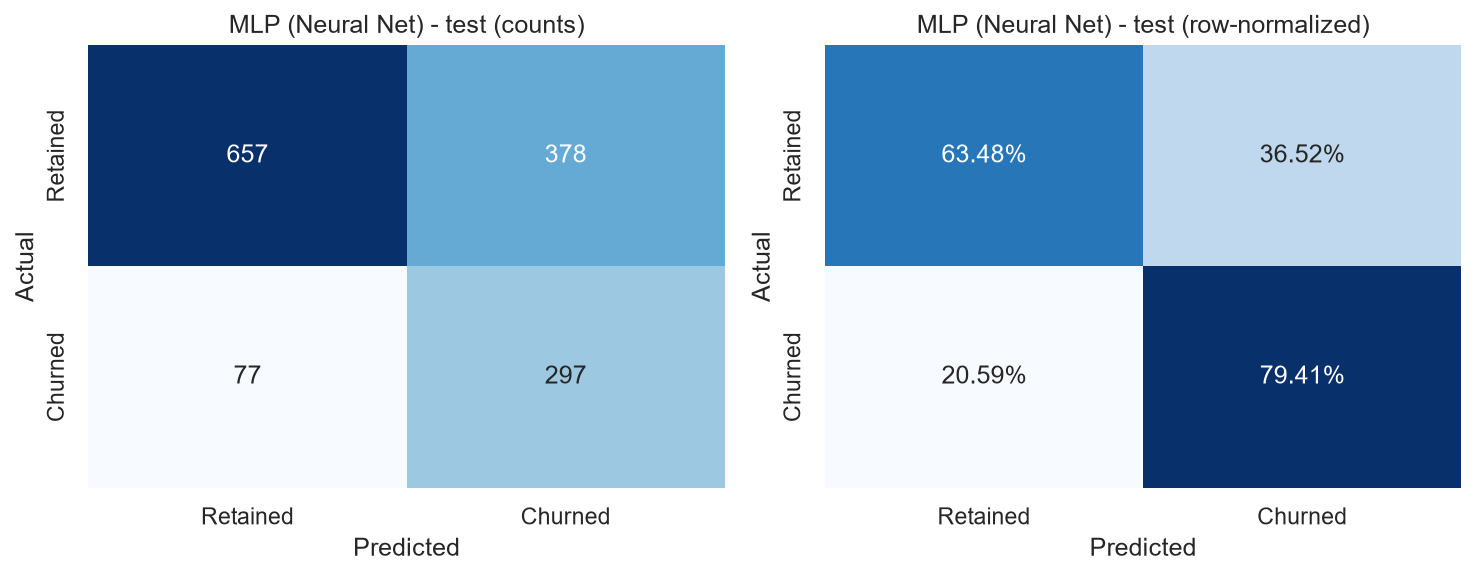 MLP (Neural Net) - test (counts)
Actual
Retained
657
378
Churned
77
297
Retained
Churned
Predicted
MLP (Neural Net) - test (row-normalized)
Actual
Retained
63.48%
36.52%
Churned
20.59%
79.41%
Retained
Churned
Predicted